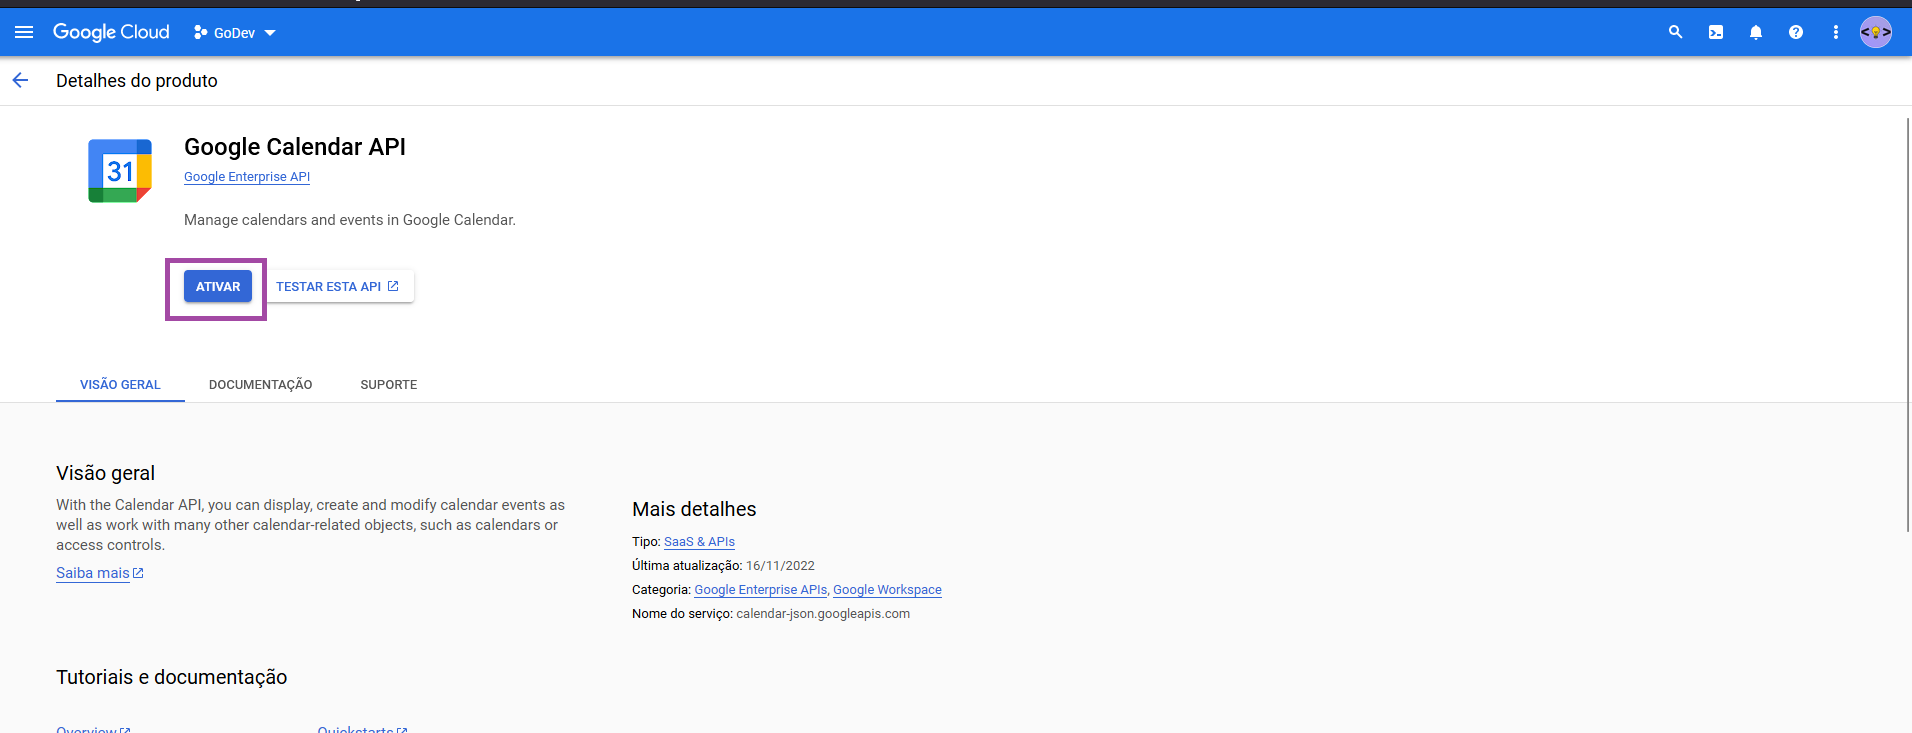 Google Cloud GoDev
Detalhes do produto
31
Google Calendar API
Google Enterprise API
Manage calendars and events in Google Calendar.
ATIVAR TESTAR ESTA API
VISÃO GERAL DOCUMENTAÇÃO SUPORTE
Visão geral
With the Calendar API, you can display, create and modify calendar events as
well as work with many other calendar-related objects, such as calendars or
access controls.
Saiba mais
Mais detalhes
Tipo: SaaS & APIs
Última atualização: 16/11/2022
Categoria: Google Enterprise APIs, Google Workspace
Nome do serviço: calendar-json.googleapis.com
Tutoriais e documentação
Overview Quickstarts